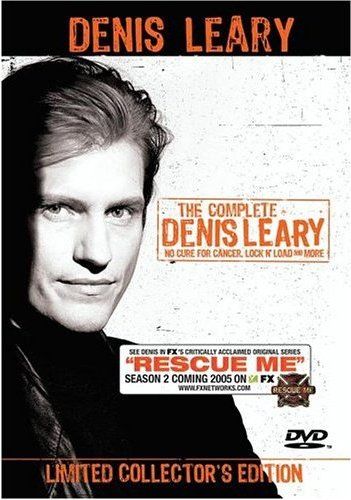 DENIS LEARY
THE COMPLETE
DENIS LEARY
NO CURE FOR CANCER, LOCK N' LOAD AND MORE
SEE DENIS IN FX'S CRITICALLY ACCLAIMED ORIGINAL SERIES
"RESCUE ME"
SEASON 2 COMING 2005 ON FX
WWW.FXNETWORKS.COM
RESCUE ME
DVD
VIDEO
LIMITED COLLECTOR'S EDITION